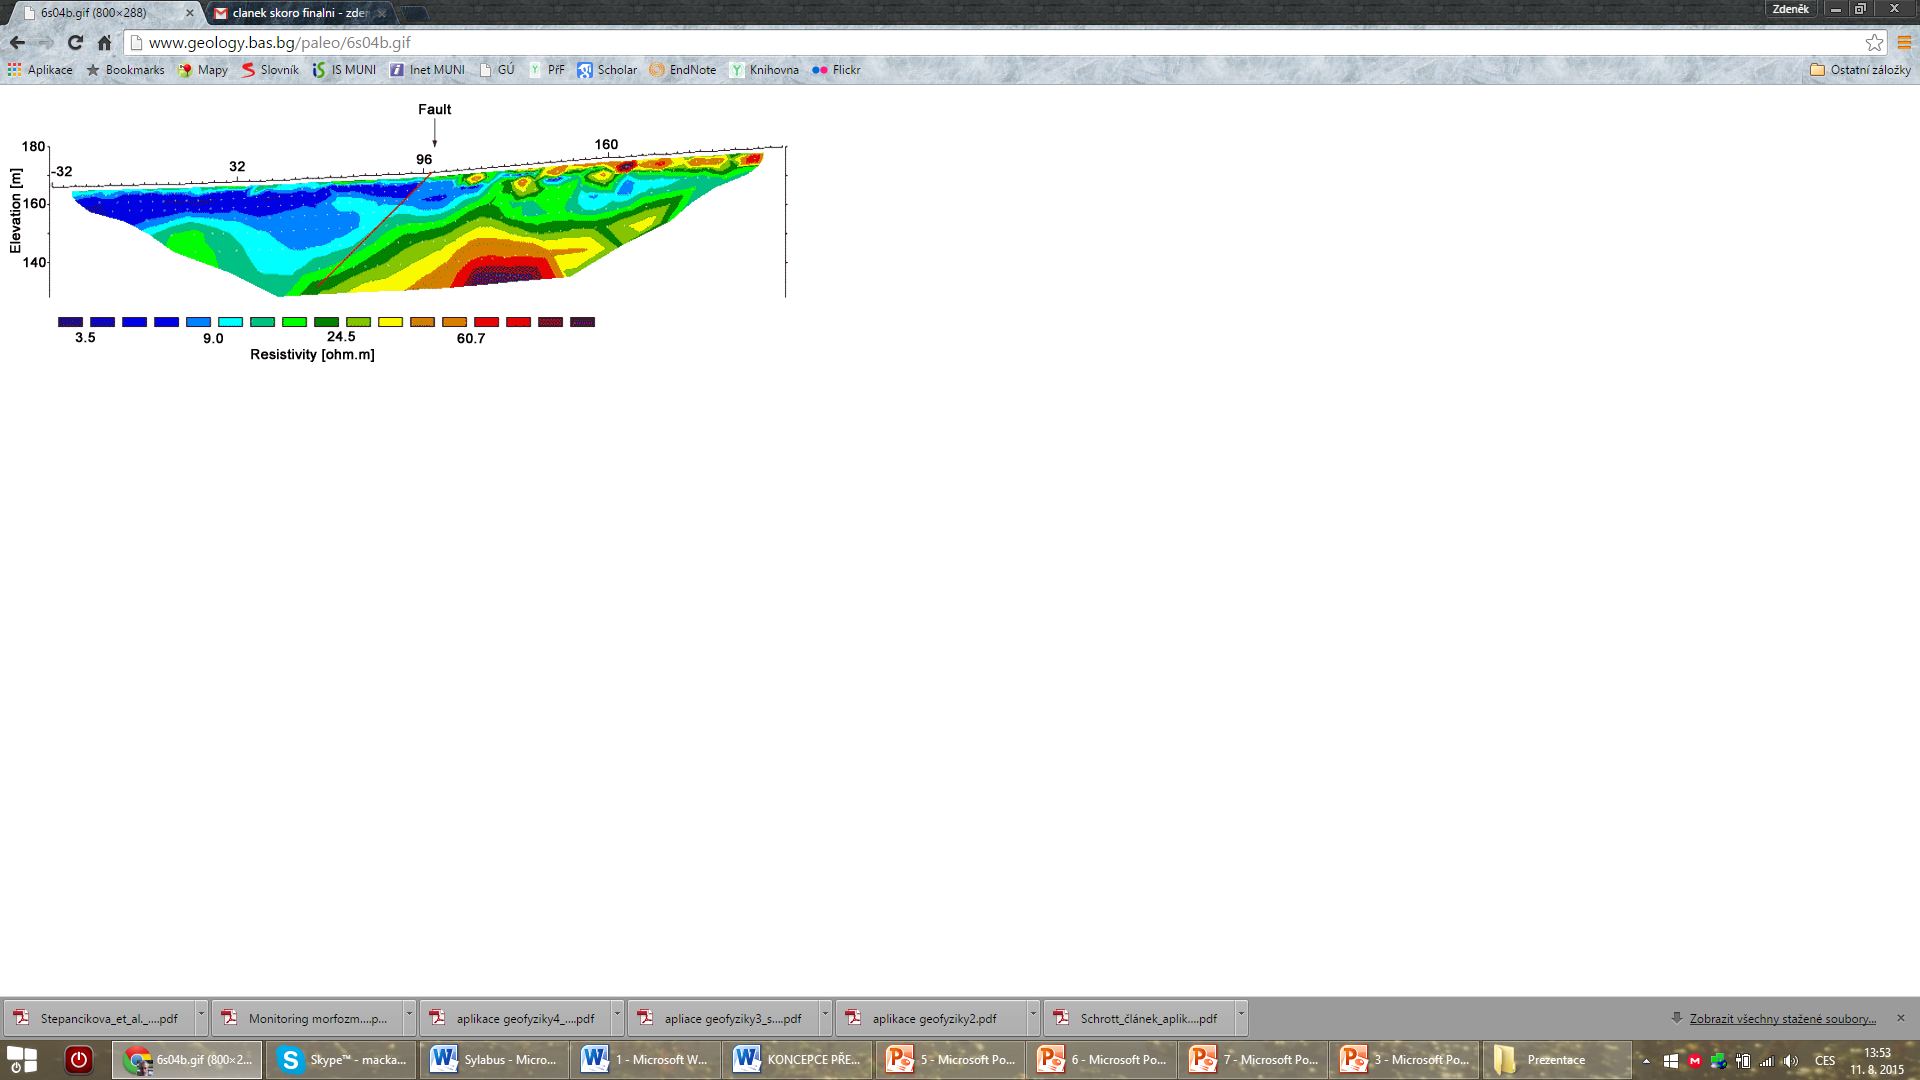 6s04b.gif (800×288)
clanek skoro finalni - zder
Zdeněk
www.geology.bas.bg/paleo/6s04b.gif
Aplikace
Bookmarks
Mapy
Slovník
IS MUNI
Inet MUNI
GÚ
PřF
Scholar
EndNote
Knihovna
Flickr
Ostatní záložky
Fault
180
160
140
Elevation [m]
-32
32
96
160
3.5
9.0
24.5
60.7
Resistivity [ohm.m]
Stepancikova_et_al._....pdf
Monitoring morfozm....p...
aplikace geofyziky4_....pdf
apliace geofyziky3_s....pdf
aplikace geofyziky2.pdf
Schrott_článek_aplik....pdf
Zobrazit všechny stažené soubory...
6s04b.gif (800×2...
Skype™ - macka...
Sylabus - Micro...
1 - Microsoft W...
KONCEPCE PŘE...
5 - Microsoft Po...
6 - Microsoft Po...
7 - Microsoft Po...
3 - Microsoft Po...
Prezentace
CES
13:53
11. 8. 2015